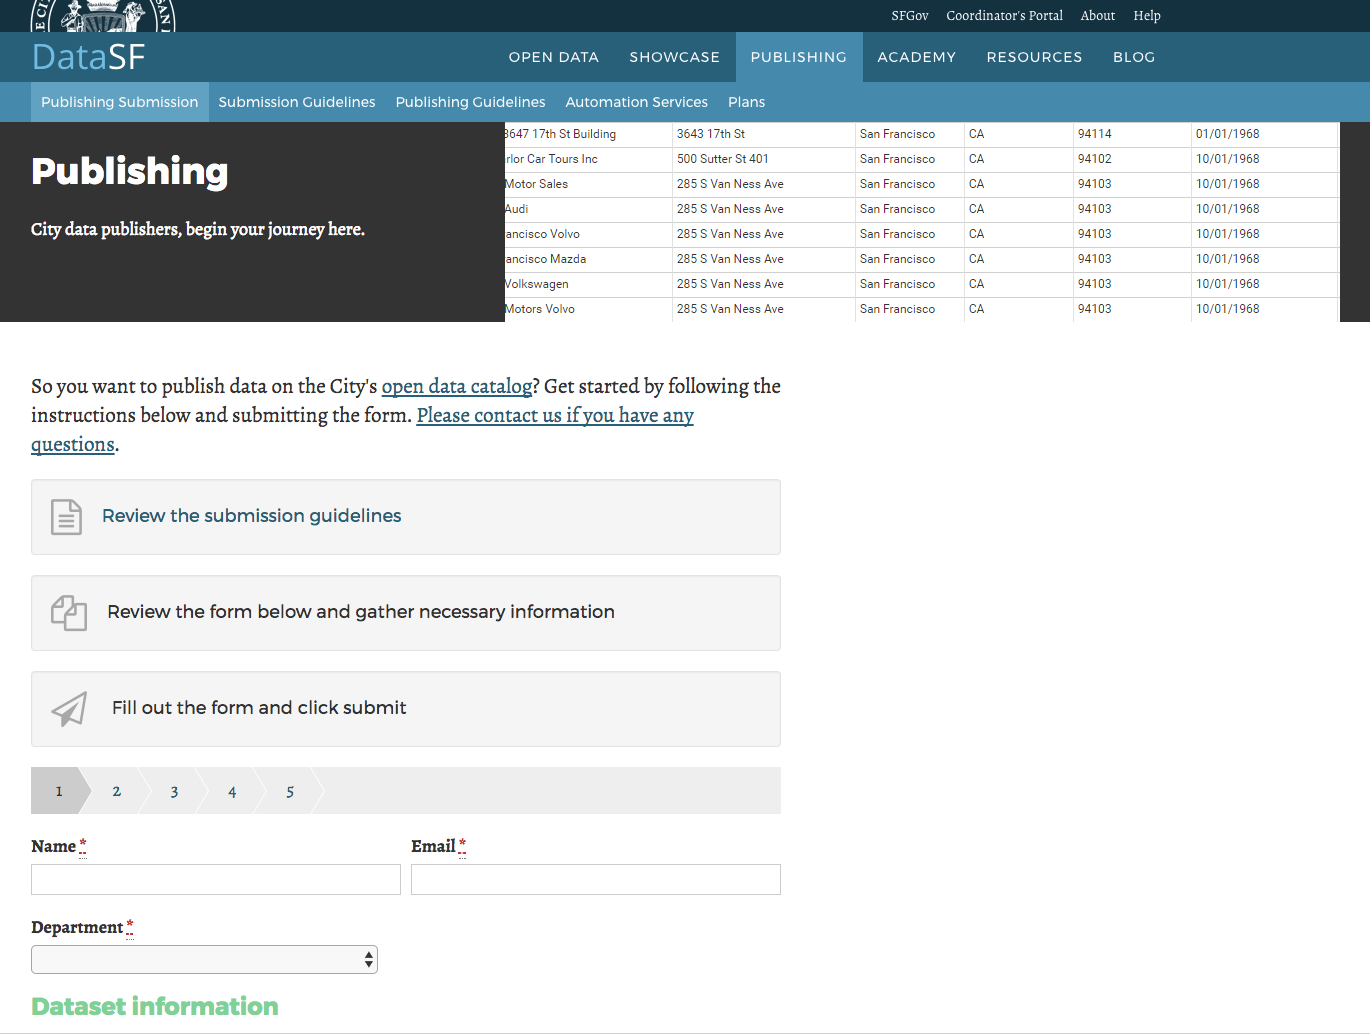 SFGov Coordinator's Portal About Help
DataSF
OPEN DATA SHOWCASE PUBLISHING ACADEMY RESOURCES BLOG
Publishing Submission Submission Guidelines Publishing Guidelines Automation Services Plans
Publishing
City data publishers, begin your journey here.
3647 17th St Building 3643 17th St San Francisco CA 94114 01/01/1968
rlor Car Tours Inc 500 Sutter St 401 San Francisco CA 94102 10/01/1968
Motor Sales 285 S Van Ness Ave San Francisco CA 94103 10/01/1968
Audi 285 S Van Ness Ave San Francisco CA 94103 10/01/1968
ancisco Volvo 285 S Van Ness Ave San Francisco CA 94103 10/01/1968
ancisco Mazda 285 S Van Ness Ave San Francisco CA 94103 10/01/1968
Volkswagen 285 S Van Ness Ave San Francisco CA 94103 10/01/1968
Motors Volvo 285 S Van Ness Ave San Francisco CA 94103 10/01/1968
So you want to publish data on the City's open data catalog? Get started by following the
instructions below and submitting the form. Please contact us if you have any
questions.
Review the submission guidelines
Review the form below and gather necessary information
Fill out the form and click submit
1 2 3 4 5
Name * Email *
Department *
Dataset information